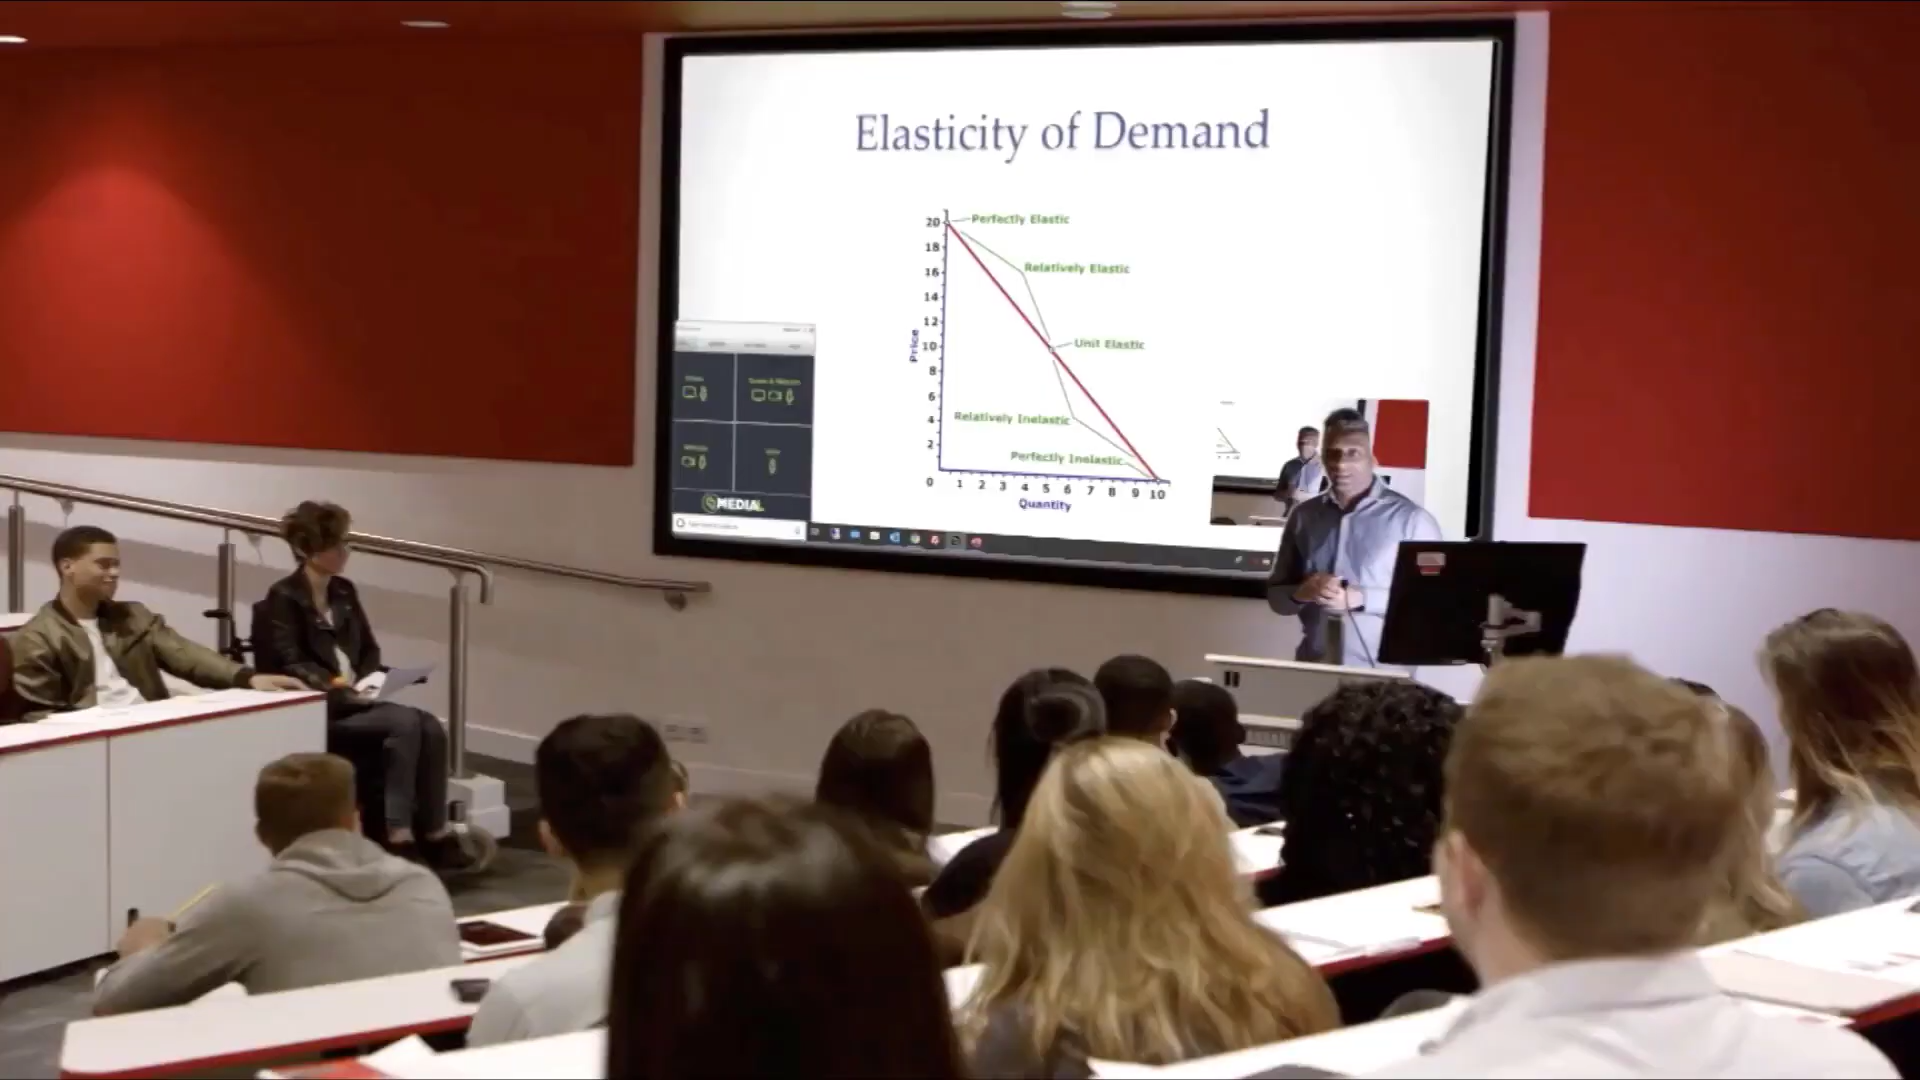 Elasticity of Demand
20
Perfectly Elastic
18
Relatively Elastic
16
14
12
Unit Elastic
10
8
6
Relatively Inelastic
4
Perfectly Inelastic
2
0 1 2 3 4 5 6 7 8 9 10
Price
Quantity
MEDIAL